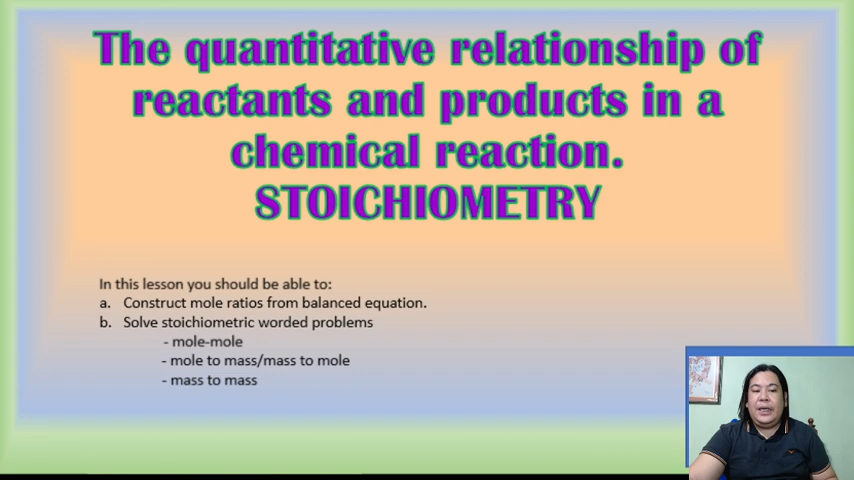 The quantitative relationship of
reactants and products in a
chemical reaction.
STOICHIOMETRY
In this lesson you should be able to:
a. Construct mole ratios from balanced equation.
b. Solve stoichiometric worded problems
- mole-mole
- mole to mass/mass to mole
- mass to mass